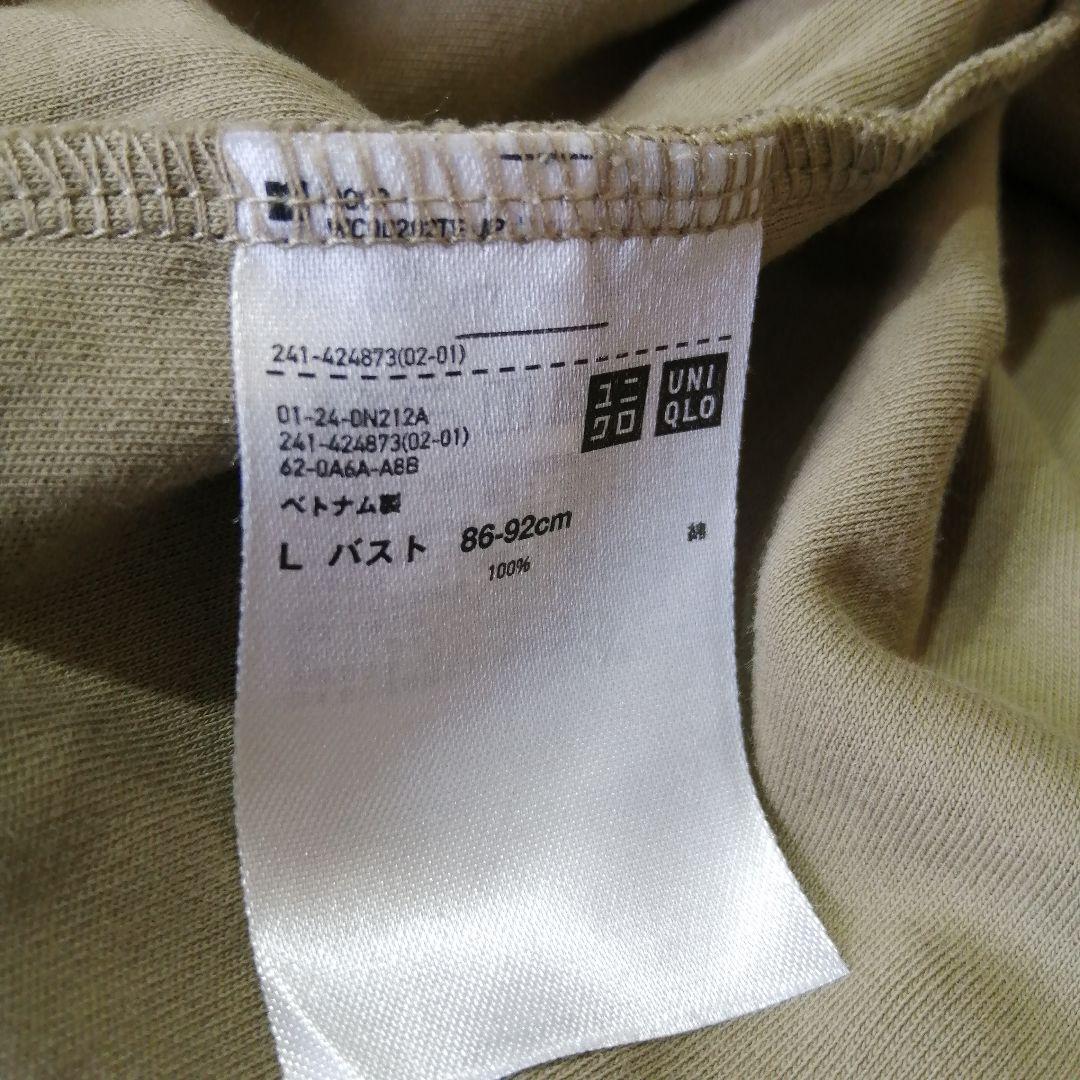 241-424873(02-01)
ユニ
クロ
UNI
QLO
01-24-0N212A
241-424873(02-01)
62-0A6A-A8B
ベトナム製
L バスト 86-92cm
綿
100%